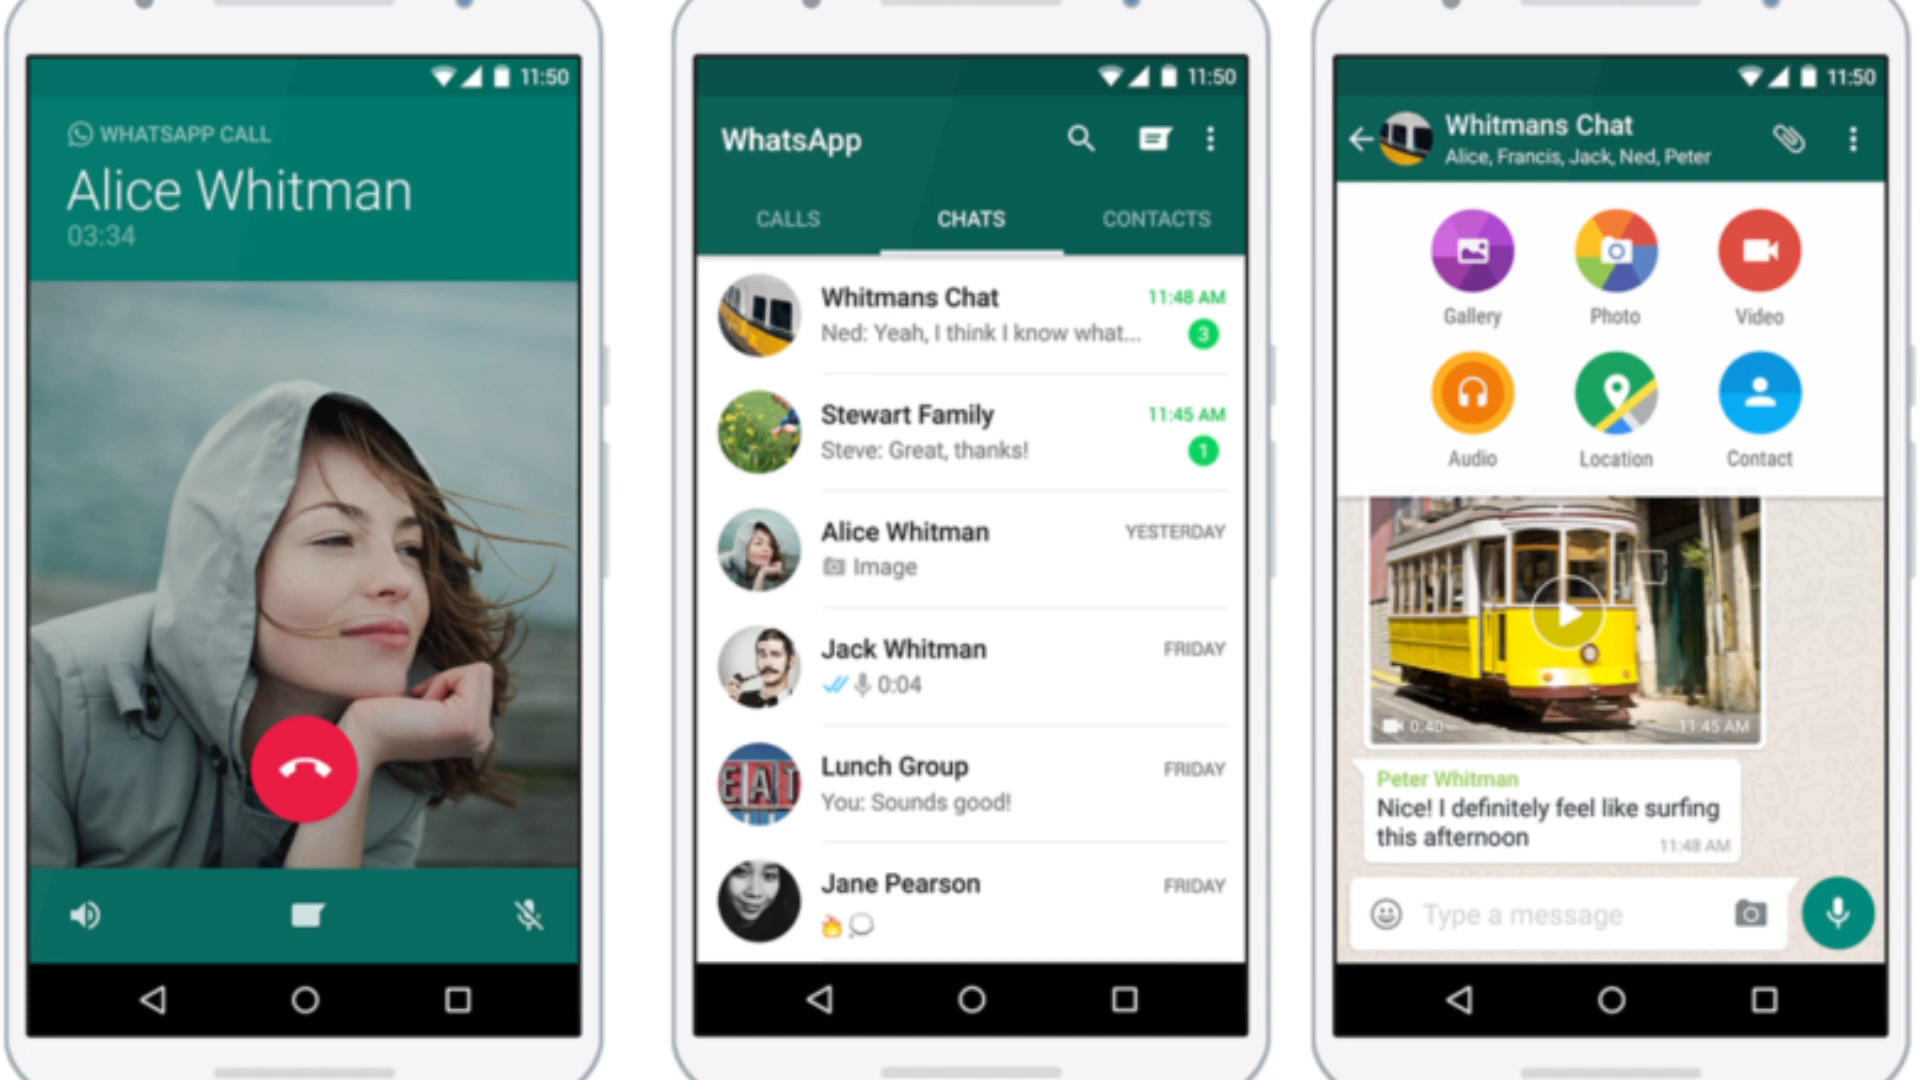 11:50
WHATSAPP CALL
Alice Whitman
03:34
11:50
WhatsApp
CALLS CHATS CONTACTS
Whitmans Chat 11:48 AM
Ned: Yeah, I think I know what... 3
Stewart Family 11:45 AM
Steve: Great, thanks! 1
Alice Whitman YESTERDAY
Image
Jack Whitman FRIDAY
0:04
EAT
Lunch Group FRIDAY
You: Sounds good!
Jane Pearson FRIDAY
🔥💭
11:50
Whitmans Chat
Alice, Francis, Jack, Ned, Peter
Gallery Photo Video
Audio Location Contact
0:40 11:45 AM
Peter Whitman
Nice! I definitely feel like surfing
this afternoon
11:48 AM
Type a message